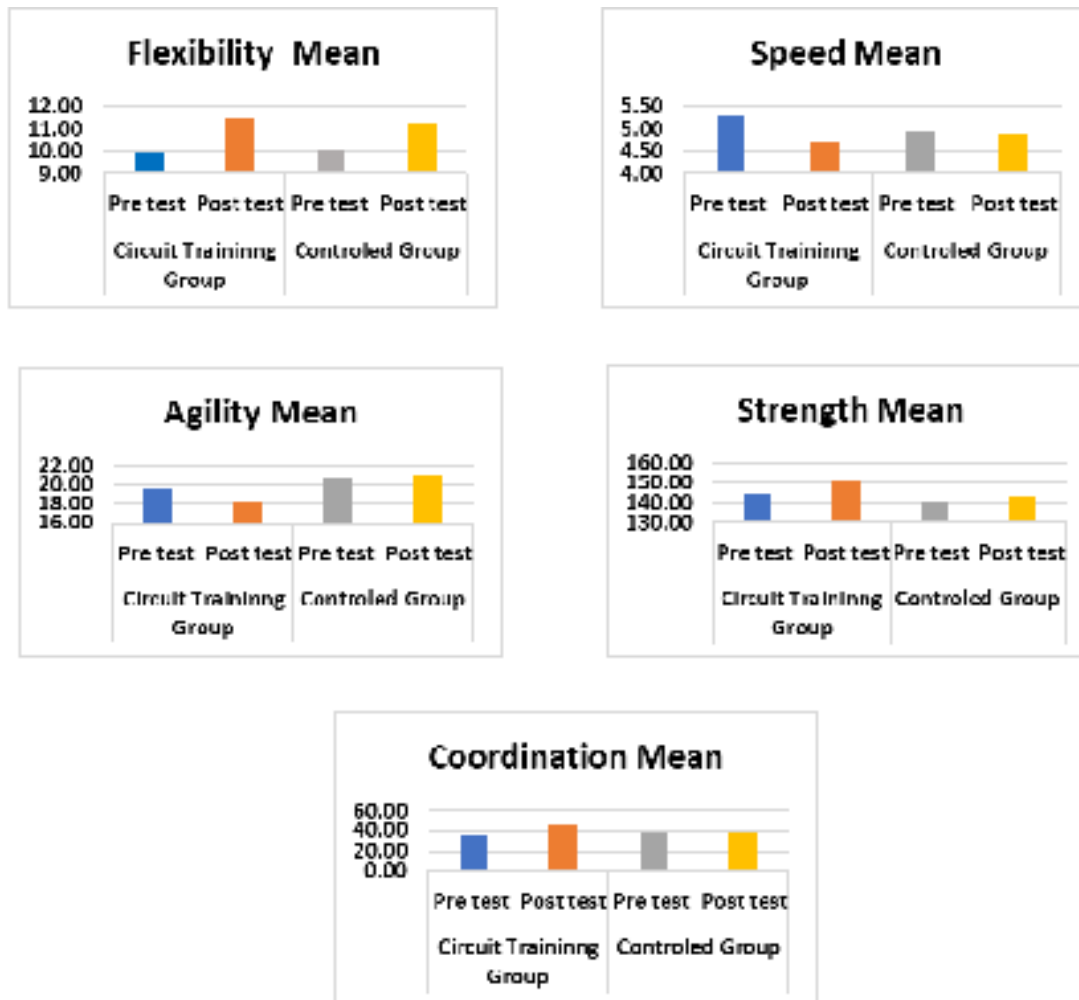 Flexibility Mean
12.00
11.00
10.00
9.00
Pre test Post test Pre test Post test
Circuit Traininng Group
Controled Group
Speed Mean
5.50
5.00
4.50
4.00
Pre test Post test Pre test Post test
Circuit Traininng Group
Controled Group
Agility Mean
22.00
20.00
18.00
16.00
Pre test Post test Pre test Post test
Circuit Traininng Group
Controled Group
Strength Mean
160.00
150.00
140.00
130.00
Pre test Post test Pre test Post test
Circuit Traininng Group
Controled Group
Coordination Mean
60.00
40.00
20.00
0.00
Pre test Post test Pre test Post test
Circuit Traininng Group
Controled Group